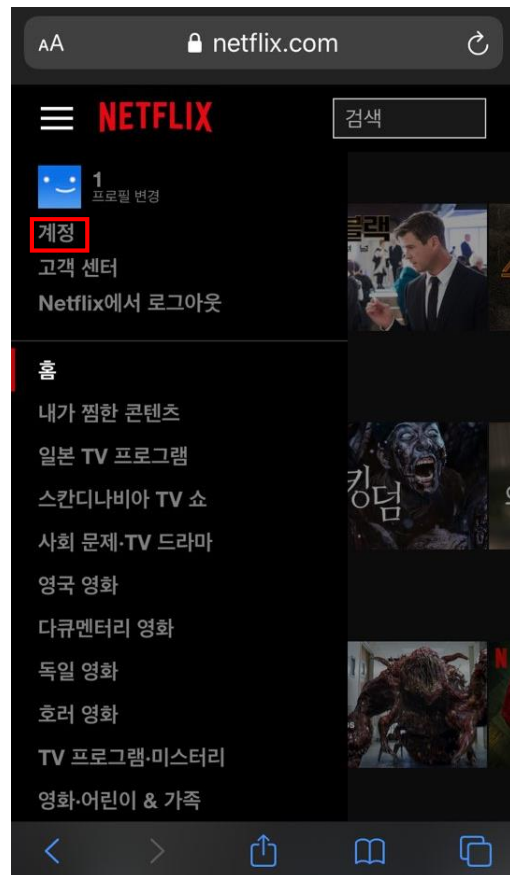 AA netflix.com
NETFLIX 검색
1
프로필 변경
계정
고객 센터
Netflix에서 로그아웃
홈
내가 찜한 콘텐츠
일본 TV 프로그램
스칸디나비아 TV 쇼
사회 문제·TV 드라마
영국 영화
다큐멘터리 영화
독일 영화
호러 영화
TV 프로그램·미스터리
영화·어린이 & 가족
블랙
킹덤
N